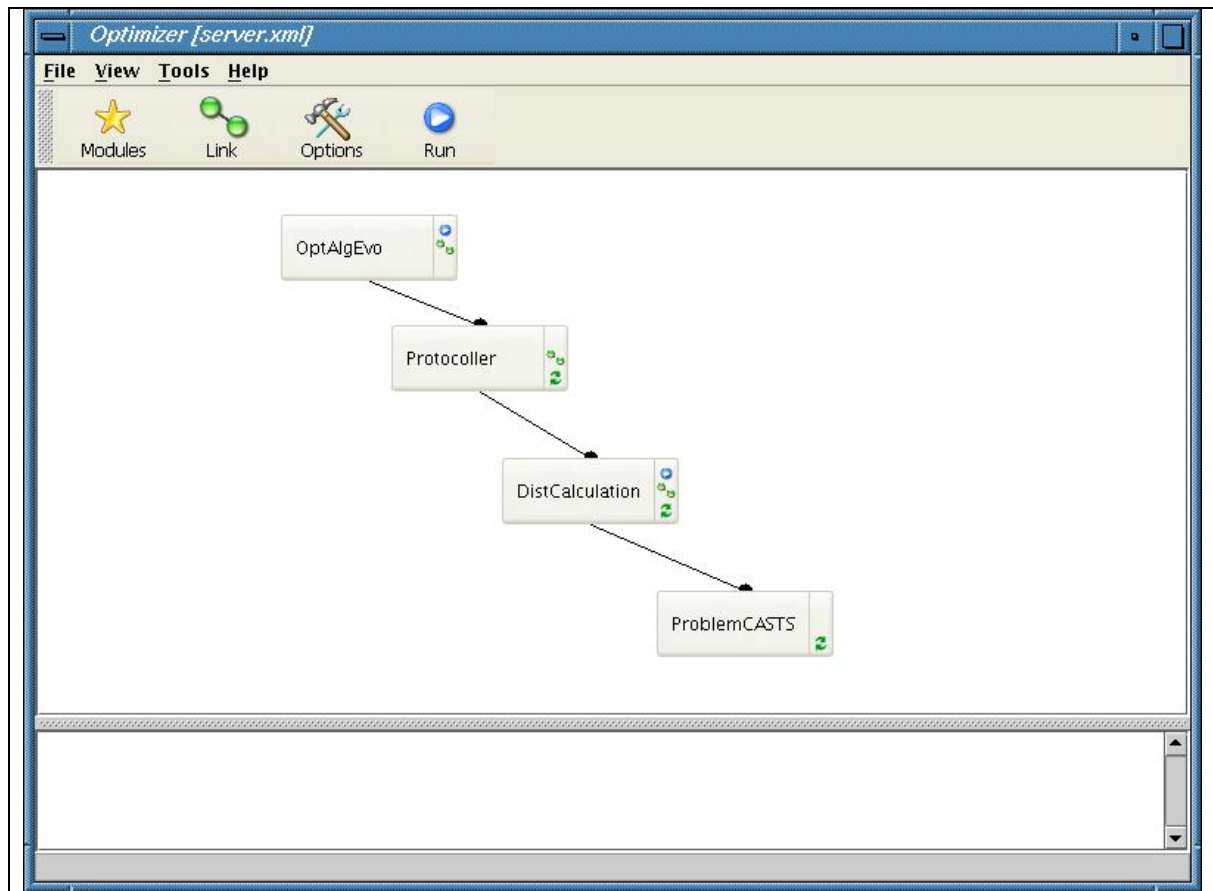 Optimizer [server.xml]
File View Tools Help
Modules Link Options Run
OptAlgEvo
Protocoller
DistCalculation
ProblemCASTS